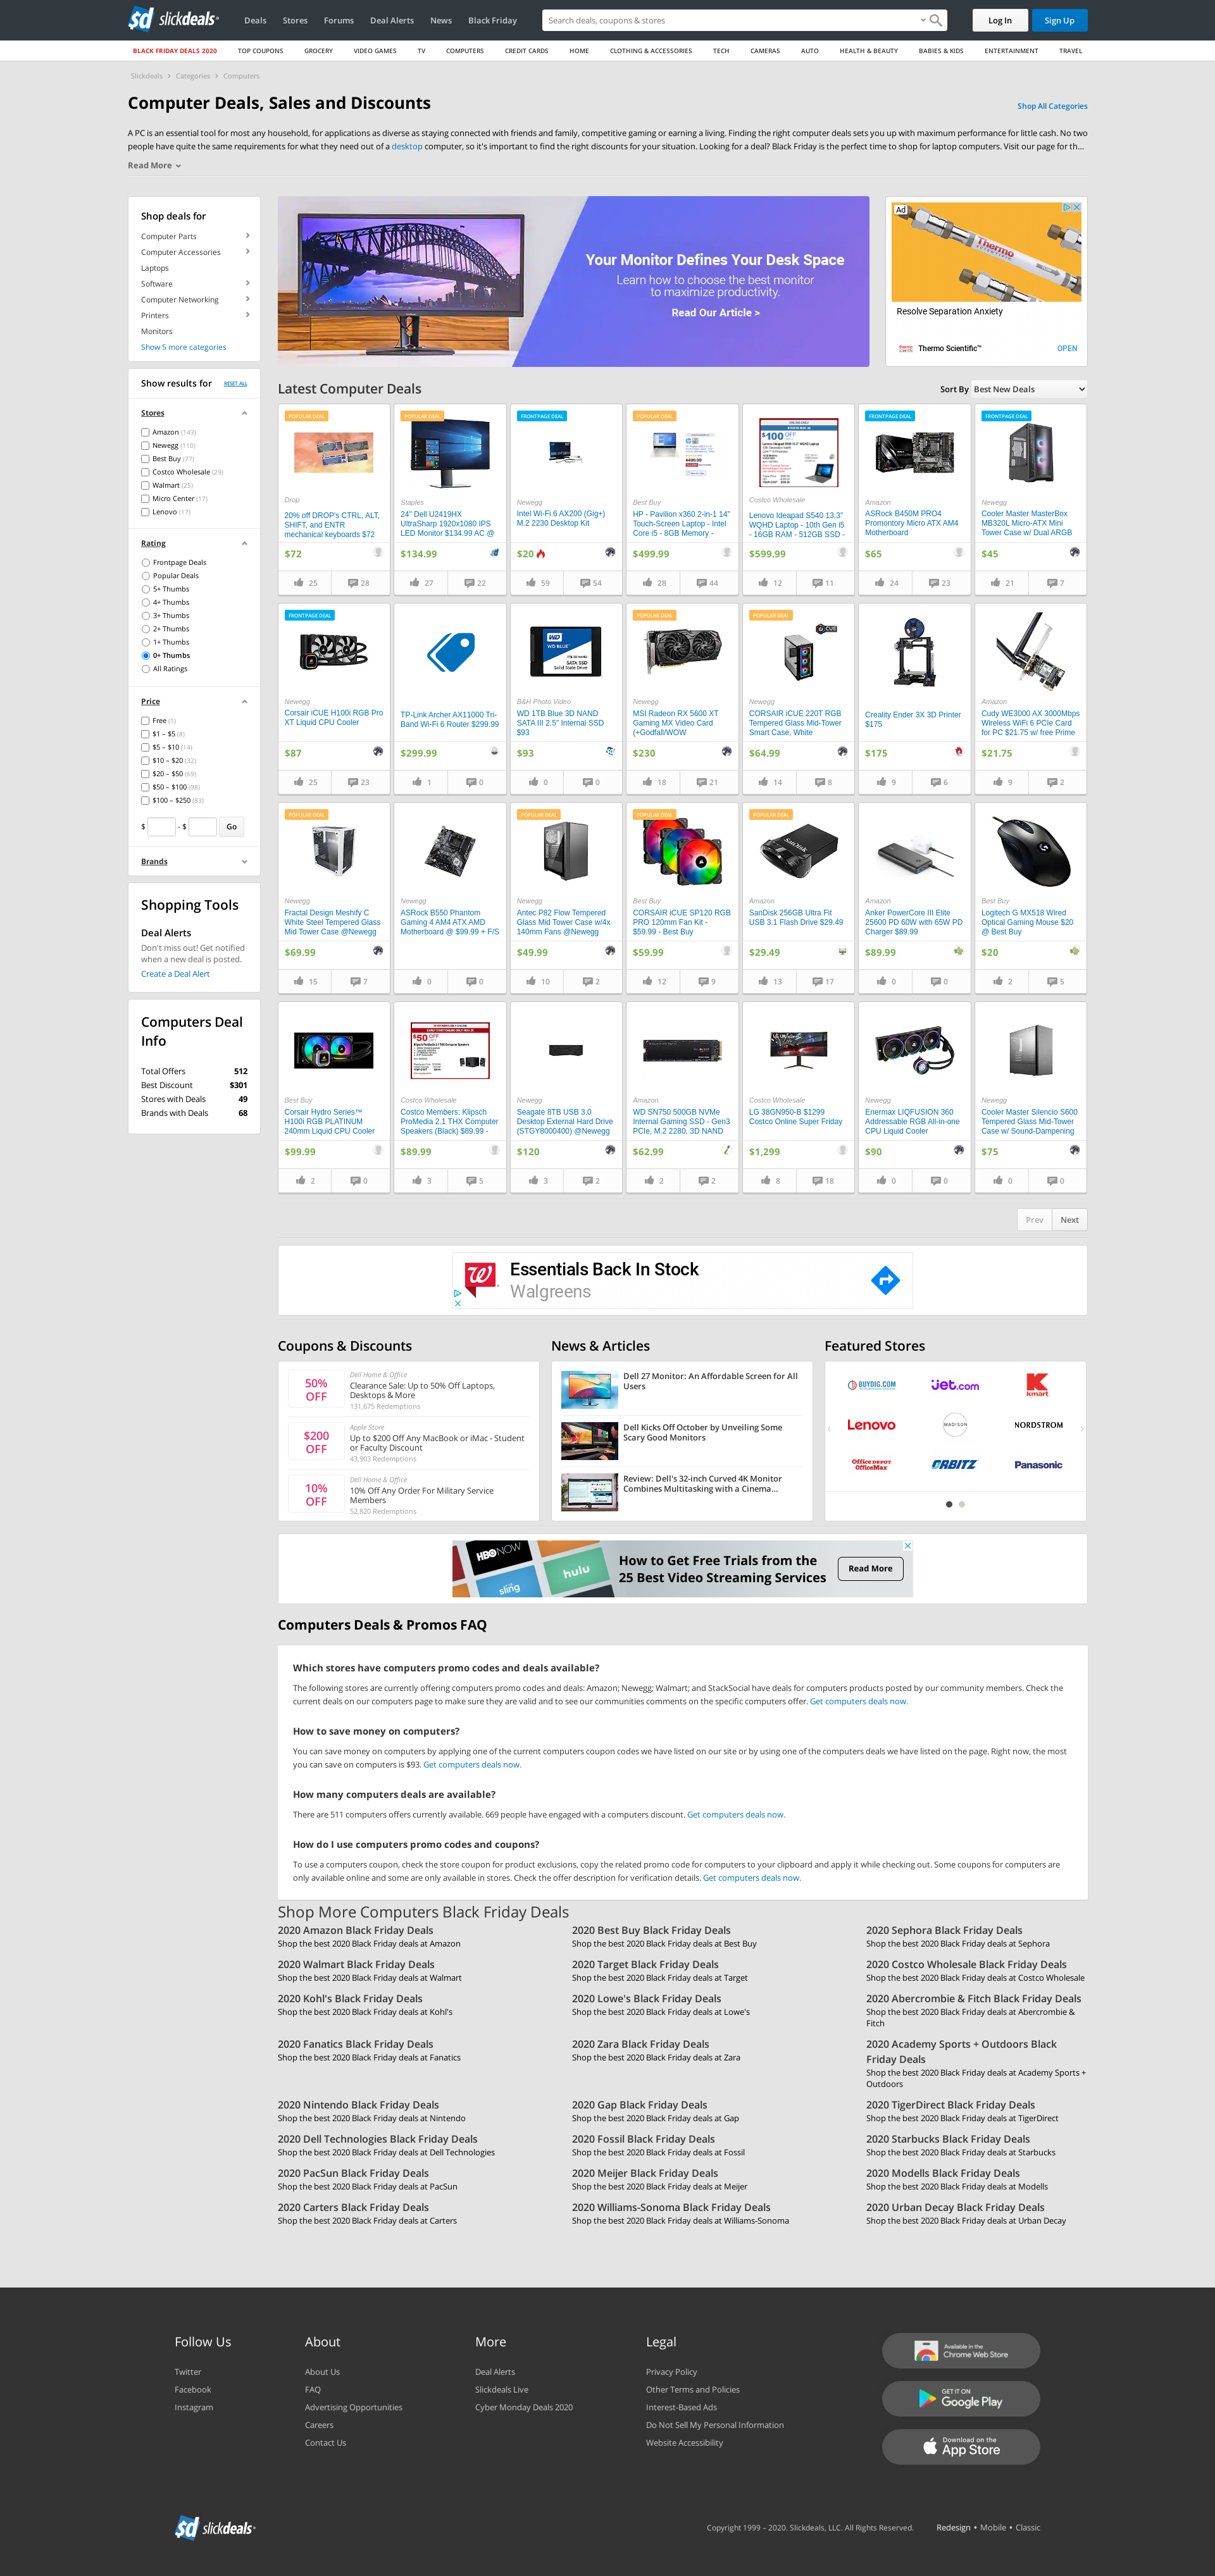 slickdeals
Deals
Stores
Forums
Deal Alerts
News
Black Friday
Search deals, coupons & stores
Log In
Sign Up
BLACK FRIDAY DEALS 2020
TOP COUPONS
GROCERY
VIDEO GAMES
TV
COMPUTERS
CREDIT CARDS
HOME
CLOTHING & ACCESSORIES
TECH
CAMERAS
AUTO
HEALTH & BEAUTY
BABIES & KIDS
ENTERTAINMENT
TRAVEL
Slickdeals › Categories › Computers
Computer Deals, Sales and Discounts
Shop All Categories
A PC is an essential tool for most any household, for applications as diverse as staying connected with friends and family, competitive gaming or earning a living. Finding the right computer deals sets you up with maximum performance for little cash. No two
people have quite the same requirements for what they need out of a desktop computer, so it's important to find the right discounts for your situation. Looking for a deal? Black Friday is the perfect time to shop for laptop computers. Visit our page for th...
Read More
Shop deals for
Computer Parts
Computer Accessories
Laptops
Software
Computer Networking
Printers
Monitors
Show 5 more categories
Show results for
RESET ALL
Stores
Amazon (143)
Newegg (110)
Best Buy (77)
Costco Wholesale (29)
Walmart (25)
Micro Center (17)
Lenovo (17)
Rating
Frontpage Deals
Popular Deals
5+ Thumbs
4+ Thumbs
3+ Thumbs
2+ Thumbs
1+ Thumbs
0+ Thumbs
All Ratings
Price
Free (1)
$1 – $5 (8)
$5 – $10 (14)
$10 – $20 (32)
$20 – $50 (69)
$50 – $100 (98)
$100 – $250 (83)
$ - $ Go
Brands
Shopping Tools
Deal Alerts
Don't miss out! Get notified
when a new deal is posted.
Create a Deal Alert
Computers Deal
Info
Total Offers 512
Best Discount $301
Stores with Deals 49
Brands with Deals 68
Your Monitor Defines Your Desk Space
Learn how to choose the best monitor
to maximize productivity.
Read Our Article >
Ad
Thermo
Resolve Separation Anxiety
Thermo Scientific™
OPEN
Latest Computer Deals
Sort By Best New Deals
POPULAR DEAL
Drop
20% off DROP's CTRL, ALT,
SHIFT, and ENTR
mechanical keyboards $72
$72
25 28
POPULAR DEAL
Staples
24" Dell U2419HX
UltraSharp 1920x1080 IPS
LED Monitor $134.99 AC @
$134.99
27 22
FRONTPAGE DEAL
Newegg
Intel Wi-Fi 6 AX200 (Gig+)
M.2 2230 Desktop Kit
$20
59 54
POPULAR DEAL
Best Buy
HP - Pavilion x360 2-in-1 14"
Touch-Screen Laptop - Intel
Core i5 - 8GB Memory -
$499.99
28 44
$100 OFF
Costco Wholesale
Lenovo Ideapad S540 13.3"
WQHD Laptop - 10th Gen i5
- 16GB RAM - 512GB SSD -
$599.99
12 11
FRONTPAGE DEAL
Amazon
ASRock B450M PRO4
Promontory Micro ATX AM4
Motherboard
$65
24 23
FRONTPAGE DEAL
Newegg
Cooler Master MasterBox
MB320L Micro-ATX Mini
Tower Case w/ Dual ARGB
$45
21 7
FRONTPAGE DEAL
Newegg
Corsair iCUE H100i RGB Pro
XT Liquid CPU Cooler
$87
25 23
TP-Link Archer AX11000 Tri-
Band Wi-Fi 6 Router $299.99
$299.99
1 0
WD BLUE
SATA SSD
B&H Photo Video
WD 1TB Blue 3D NAND
SATA III 2.5" Internal SSD
$93
$93
0 0
POPULAR DEAL
Newegg
MSI Radeon RX 5600 XT
Gaming MX Video Card
(+Godfall/WOW
$230
18 21
POPULAR DEAL
iCUE
Newegg
CORSAIR iCUE 220T RGB
Tempered Glass Mid-Tower
Smart Case, White
$64.99
14 8
Creality Ender 3X 3D Printer
$175
$175
9 6
Amazon
Cudy WE3000 AX 3000Mbps
Wireless WiFi 6 PCIe Card
for PC $21.75 w/ free Prime
$21.75
9 2
POPULAR DEAL
Newegg
Fractal Design Meshify C
White Steel Tempered Glass
Mid Tower Case @Newegg
$69.99
15 7
Newegg
ASRock B550 Phantom
Gaming 4 AM4 ATX AMD
Motherboard @ $99.99 + F/S
0 0
POPULAR DEAL
Newegg
Antec P82 Flow Tempered
Glass Mid Tower Case w/4x
140mm Fans @Newegg
$49.99
10 2
POPULAR DEAL
Best Buy
CORSAIR iCUE SP120 RGB
PRO 120mm Fan Kit -
$59.99 - Best Buy
$59.99
12 9
POPULAR DEAL
SanDisk
Amazon
SanDisk 256GB Ultra Fit
USB 3.1 Flash Drive $29.49
$29.49
13 17
Amazon
Anker PowerCore III Elite
25600 PD 60W with 65W PD
Charger $89.99
$89.99
0 0
Best Buy
Logitech G MX518 Wired
Optical Gaming Mouse $20
@ Best Buy
$20
2 5
Best Buy
Corsair Hydro Series™
H100i RGB PLATINUM
240mm Liquid CPU Cooler
$99.99
2 0
$50 OFF
Costco Wholesale
Costco Members: Klipsch
ProMedia 2.1 THX Computer
Speakers (Black) $89.99 -
$89.99
3 5
Newegg
Seagate 8TB USB 3.0
Desktop External Hard Drive
(STGY8000400) @Newegg
$120
3 2
Amazon
WD SN750 500GB NVMe
Internal Gaming SSD - Gen3
PCIe, M.2 2280, 3D NAND
$62.99
2 2
Costco Wholesale
LG 38GN950-B $1299
Costco Online Super Friday
$1,299
8 18
Newegg
Enermax LIQFUSION 360
Addressable RGB All-in-one
CPU Liquid Cooler
$90
0 0
Newegg
Cooler Master Silencio S600
Tempered Glass Mid-Tower
Case w/ Sound-Dampening
$75
0 0
Prev
Next
Essentials Back In Stock
Walgreens
Coupons & Discounts
50%
OFF
Dell Home & Office
Clearance Sale: Up to 50% Off Laptops,
Desktops & More
131,675 Redemptions
$200
OFF
Apple Store
Up to $200 Off Any MacBook or iMac - Student
or Faculty Discount
43,903 Redemptions
10%
OFF
Dell Home & Office
10% Off Any Order For Military Service
Members
52,820 Redemptions
News & Articles
Dell 27 Monitor: An Affordable Screen for All
Users
Dell Kicks Off October by Unveiling Some
Scary Good Monitors
Review: Dell's 32-inch Curved 4K Monitor
Combines Multitasking with a Cinema...
Featured Stores
BUYDIG.COM
jet.com
kmart
Lenovo
MADISON
NORDSTROM
Office DEPOT
OfficeMax
ORBITZ
Panasonic
HBO NOW
sling
hulu
How to Get Free Trials from the
25 Best Video Streaming Services
Read More
Computers Deals & Promos FAQ
Which stores have computers promo codes and deals available?
The following stores are currently offering computers promo codes and deals: Amazon; Newegg; Walmart; and StackSocial have deals for computers products posted by our community members. Check the
current deals on our computers page to make sure they are valid and to see our communities comments on the specific computers offer. Get computers deals now.
How to save money on computers?
You can save money on computers by applying one of the current computers coupon codes we have listed on our site or by using one of the computers deals we have listed on the page. Right now, the most
you can save on computers is $93. Get computers deals now.
How many computers deals are available?
There are 511 computers offers currently available. 669 people have engaged with a computers discount. Get computers deals now.
How do I use computers promo codes and coupons?
To use a computers coupon, check the store coupon for product exclusions, copy the related promo code for computers to your clipboard and apply it while checking out. Some coupons for computers are
only available online and some are only available in stores. Check the offer description for verification details. Get computers deals now.
Shop More Computers Black Friday Deals
2020 Amazon Black Friday Deals
Shop the best 2020 Black Friday deals at Amazon
2020 Best Buy Black Friday Deals
Shop the best 2020 Black Friday deals at Best Buy
2020 Sephora Black Friday Deals
Shop the best 2020 Black Friday deals at Sephora
2020 Walmart Black Friday Deals
Shop the best 2020 Black Friday deals at Walmart
2020 Target Black Friday Deals
Shop the best 2020 Black Friday deals at Target
2020 Costco Wholesale Black Friday Deals
Shop the best 2020 Black Friday deals at Costco Wholesale
2020 Kohl's Black Friday Deals
Shop the best 2020 Black Friday deals at Kohl's
2020 Lowe's Black Friday Deals
Shop the best 2020 Black Friday deals at Lowe's
2020 Abercrombie & Fitch Black Friday Deals
Shop the best 2020 Black Friday deals at Abercrombie &
Fitch
2020 Fanatics Black Friday Deals
Shop the best 2020 Black Friday deals at Fanatics
2020 Zara Black Friday Deals
Shop the best 2020 Black Friday deals at Zara
2020 Academy Sports + Outdoors Black
Friday Deals
Shop the best 2020 Black Friday deals at Academy Sports +
Outdoors
2020 Nintendo Black Friday Deals
Shop the best 2020 Black Friday deals at Nintendo
2020 Gap Black Friday Deals
Shop the best 2020 Black Friday deals at Gap
2020 TigerDirect Black Friday Deals
Shop the best 2020 Black Friday deals at TigerDirect
2020 Dell Technologies Black Friday Deals
Shop the best 2020 Black Friday deals at Dell Technologies
2020 Fossil Black Friday Deals
Shop the best 2020 Black Friday deals at Fossil
2020 Starbucks Black Friday Deals
Shop the best 2020 Black Friday deals at Starbucks
2020 PacSun Black Friday Deals
Shop the best 2020 Black Friday deals at PacSun
2020 Meijer Black Friday Deals
Shop the best 2020 Black Friday deals at Meijer
2020 Modells Black Friday Deals
Shop the best 2020 Black Friday deals at Modells
2020 Carters Black Friday Deals
Shop the best 2020 Black Friday deals at Carters
2020 Williams-Sonoma Black Friday Deals
Shop the best 2020 Black Friday deals at Williams-Sonoma
2020 Urban Decay Black Friday Deals
Shop the best 2020 Black Friday deals at Urban Decay
Follow Us
Twitter
Facebook
Instagram
About
About Us
FAQ
Advertising Opportunities
Careers
Contact Us
More
Deal Alerts
Slickdeals Live
Cyber Monday Deals 2020
Legal
Privacy Policy
Other Terms and Policies
Interest-Based Ads
Do Not Sell My Personal Information
Website Accessibility
Available in the
Chrome Web Store
GET IT ON
Google Play
Download on the
App Store
slickdeals
Copyright 1999 – 2020. Slickdeals, LLC. All Rights Reserved.
Redesign • Mobile • Classic